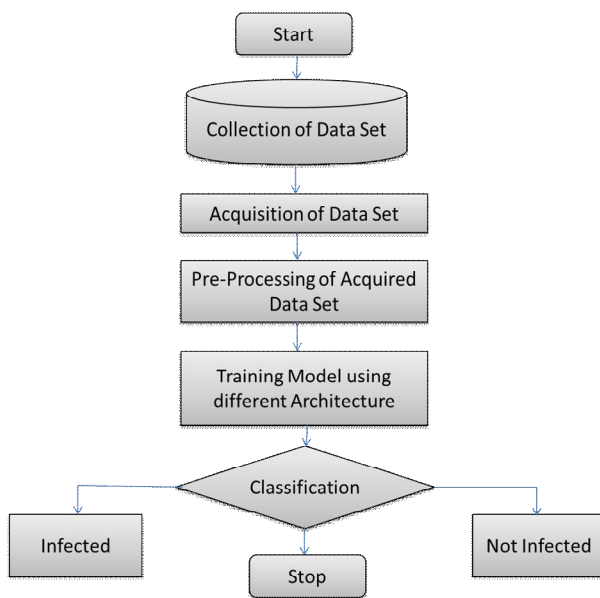 Start
Collection of Data Set
Acquisition of Data Set
Pre-Processing of Acquired
Data Set
Training Model using
different Architecture
Classification
Infected
Not Infected
Stop